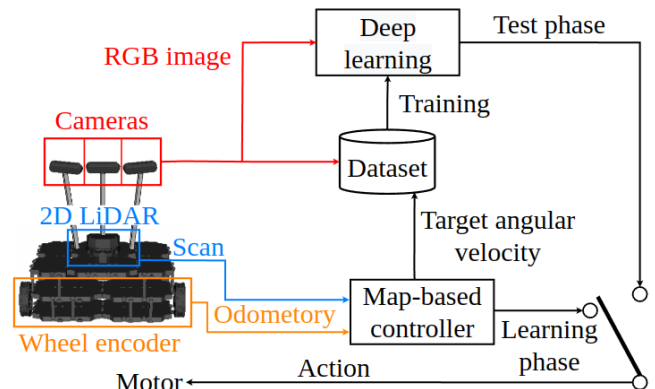 Deep
learning
Test phase
RGB image
Training
Cameras
Dataset
2D LiDAR
Target angular
velocity
Scan
Map-based
controller
Odometory
Learning
phase
Wheel encoder
Action
Motor